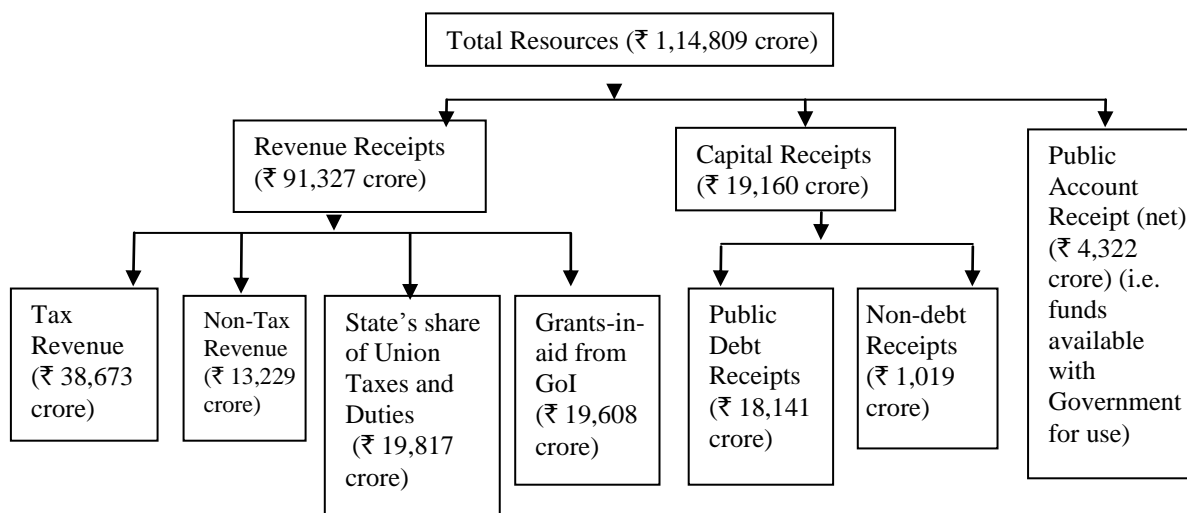 Total Resources (₹ 1,14,809 crore)
Revenue Receipts
(₹ 91,327 crore)
Capital Receipts
(₹ 19,160 crore)
Public
Account
Receipt (net)
(₹ 4,322
crore) (i.e.
funds
available
with
Government
for use)
Tax
Revenue
(₹ 38,673
crore)
Non-Tax
Revenue
(₹ 13,229
crore)
State's share
of Union
Taxes and
Duties
(₹ 19,817
crore)
Grants-in-
aid from
GoI
(₹ 19,608
crore)
Public
Debt
Receipts
(₹ 18,141
crore)
Non-debt
Receipts
(₹ 1,019
crore)